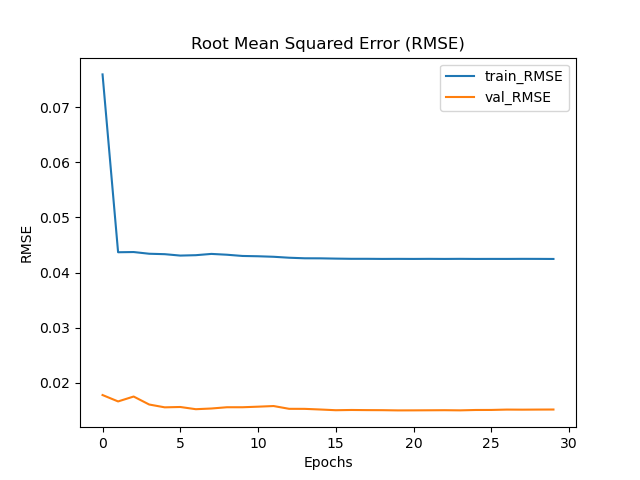 Root Mean Squared Error (RMSE)
train_RMSE
val_RMSE
RMSE
0.07
0.06
0.05
0.04
0.03
0.02
0 5 10 15 20 25 30
Epochs